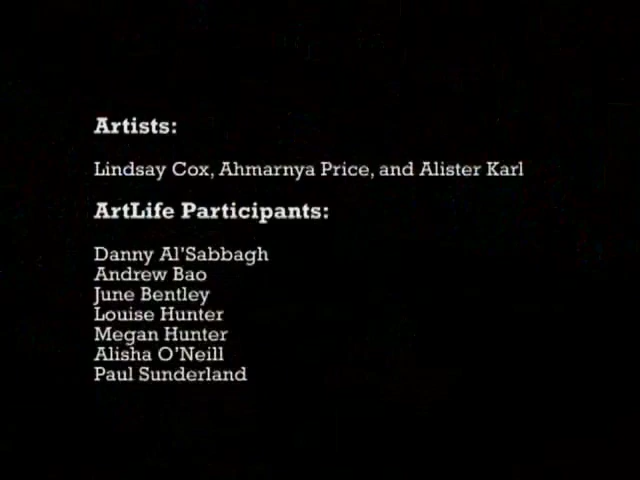 Artists:
Lindsay Cox, Ahmarnya Price, and Alister Karl
ArtLife Participants:
Danny Al'Sabbagh
Andrew Bao
June Bentley
Louise Hunter
Megan Hunter
Alisha O'Neill
Paul Sunderland